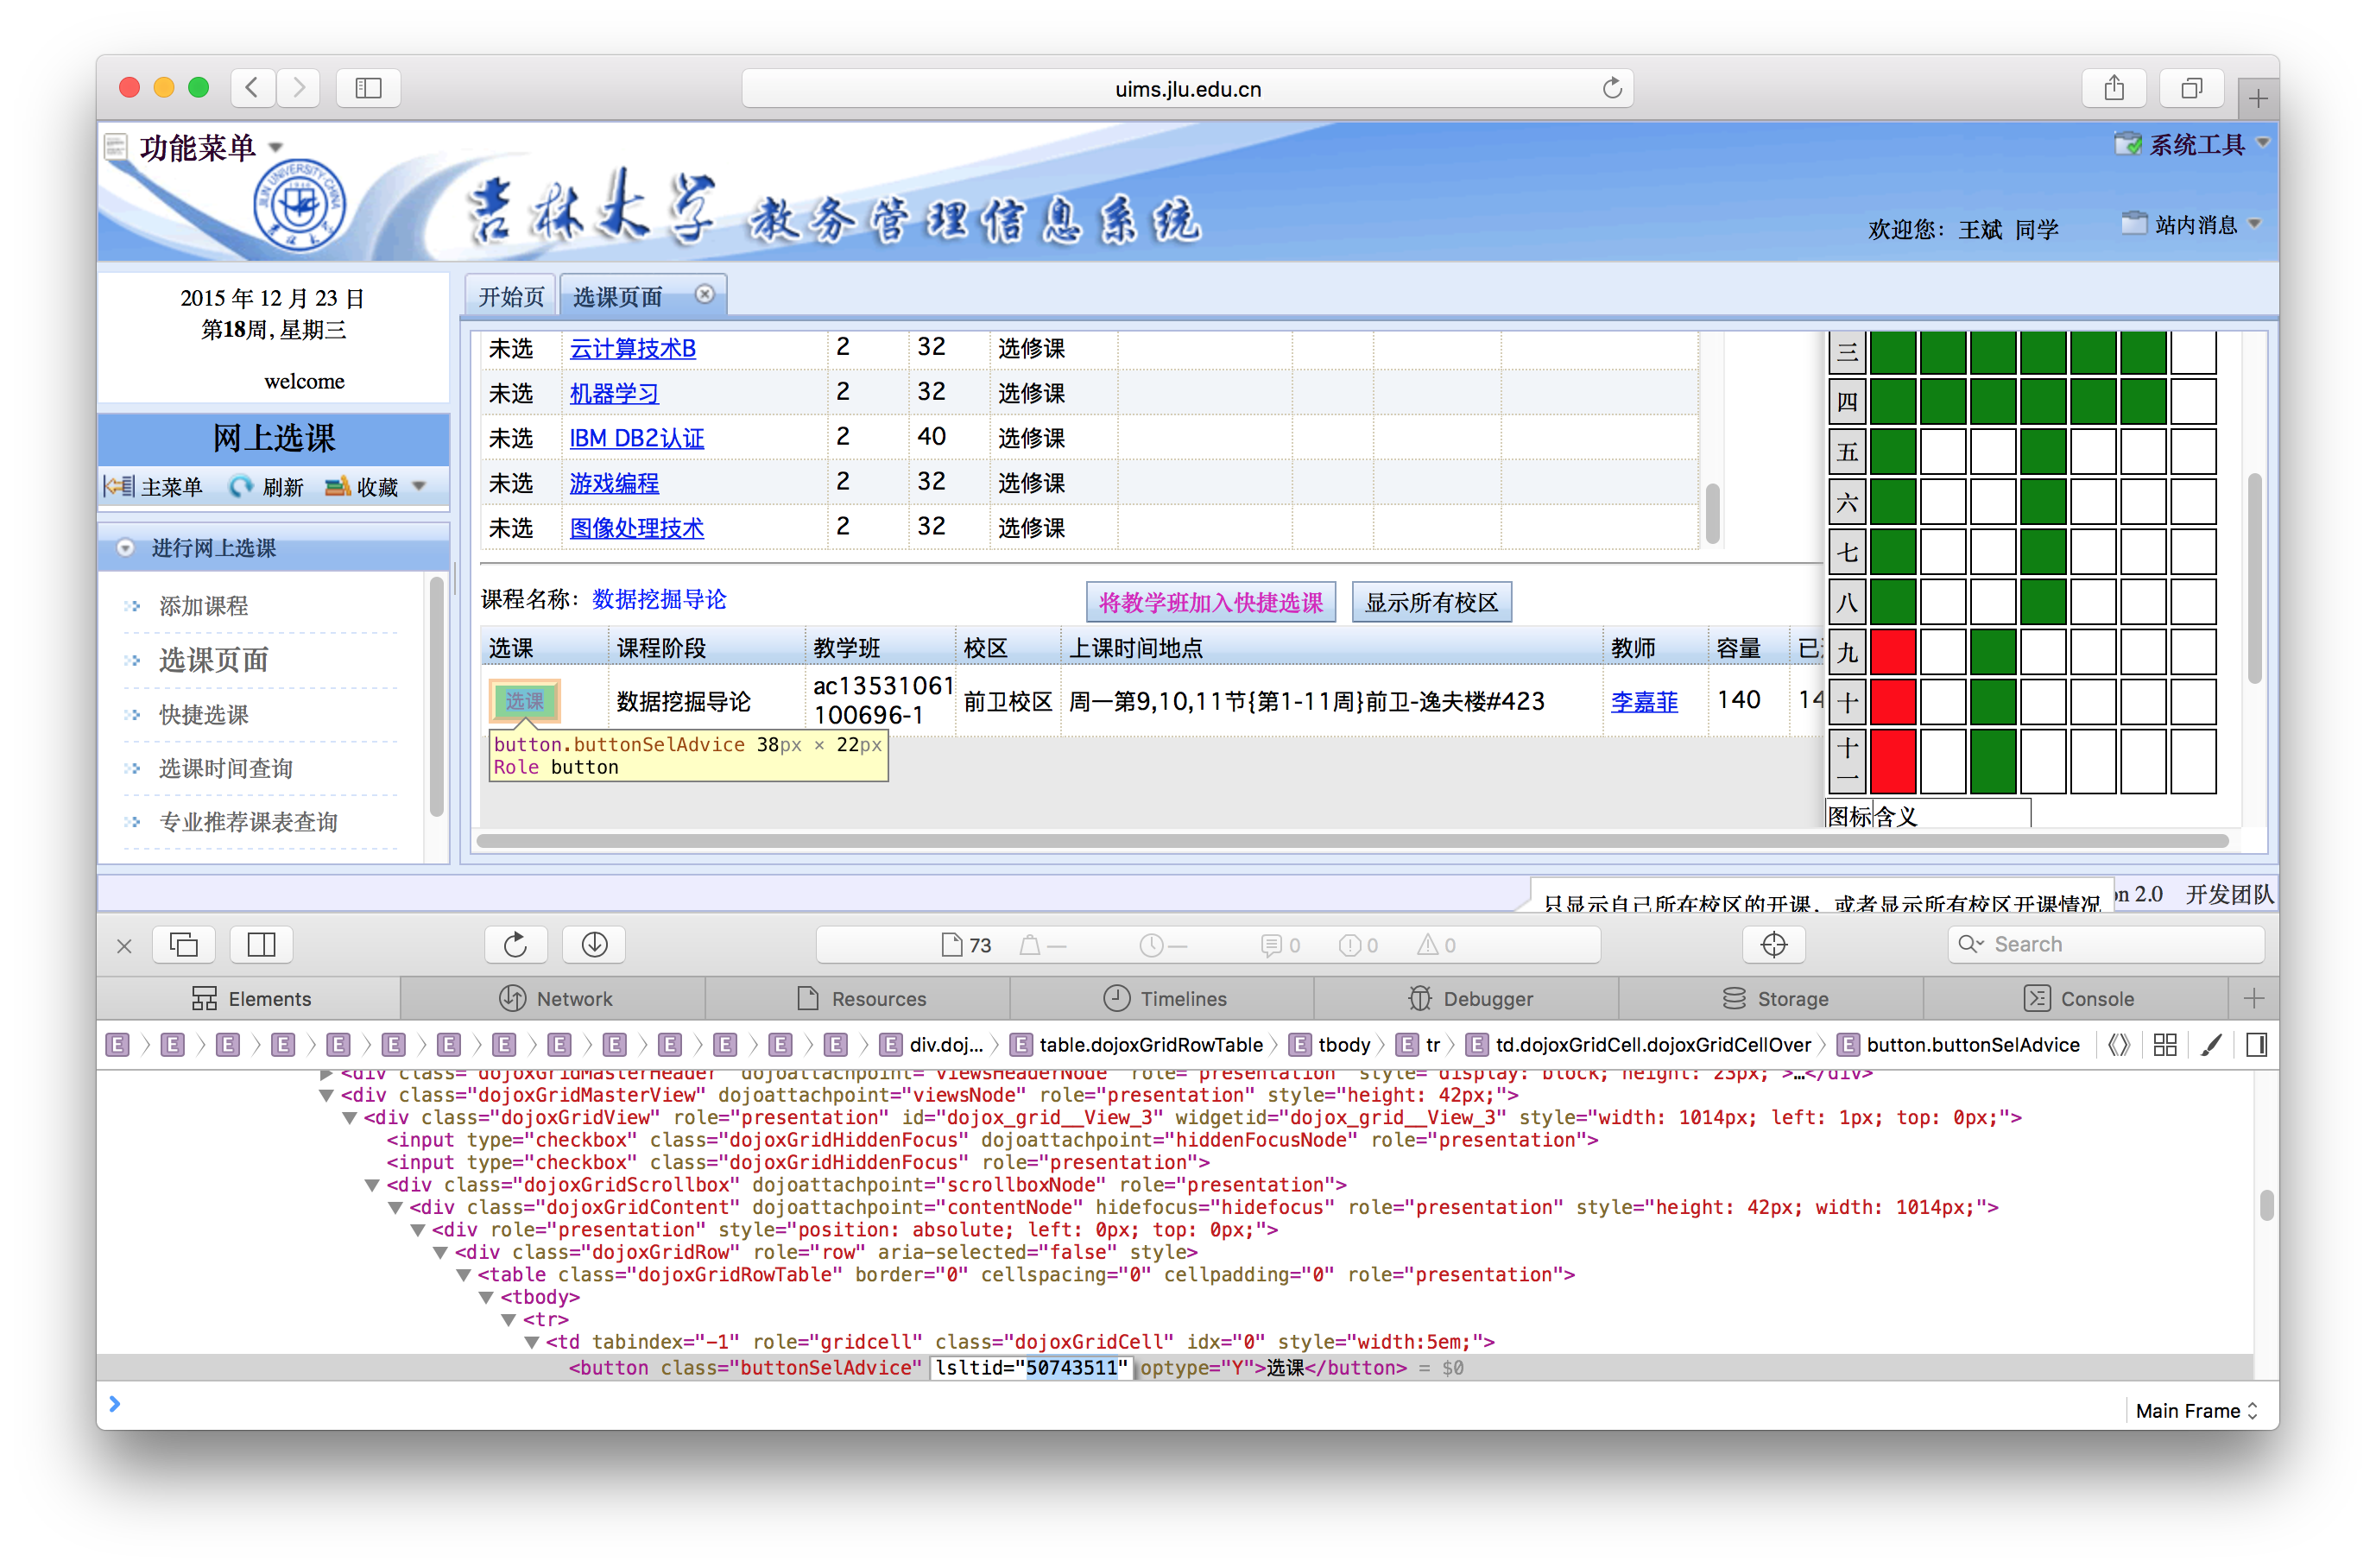 uims.jlu.edu.cn
功能菜单
系统工具
吉林大学 教务管理信息系统
欢迎您: 王斌 同学
站内消息
2015 年 12 月 23 日
第18周, 星期三
welcome
网上选课
主菜单 刷新 收藏
进行网上选课
添加课程
选课页面
快捷选课
选课时间查询
专业推荐课表查询
开始页 选课页面
未选 云计算技术B 2 32 选修课
未选 机器学习 2 32 选修课
未选 IBM DB2认证 2 40 选修课
未选 游戏编程 2 32 选修课
未选 图像处理技术 2 32 选修课
课程名称: 数据挖掘导论 将教学班加入快捷选课 显示所有校区
选课 课程阶段 教学班 校区 上课时间地点 教师 容量
选课 数据挖掘导论 ac13531061 100696-1 前卫校区 周一第9,10,11节{第1-11周}前卫-逸夫楼#423 李嘉菲 140 14
button.buttonSelAdvice 38px × 22px
Role button
三
四
五
六
七
八
九
十
十一
图标 含义
只显示自己所在校区的开课，或者显示所有校区开课情况
on 2.0 开发团队
73 — — 0 0 0 Search
Elements Network Resources Timelines Debugger Storage Console
E E E E E E E E E E E E E E E div.doj... E table.dojoxGridRowTable E tbody E tr E td.dojoxGridCell.dojoxGridCellOver E button.buttonSelAdvice
<div class="dojoxGridMasterHeader" dojoattachpoint="viewsHeaderNode" role="presentation" style="display: block; height: 23px;">…</div>
<div class="dojoxGridMasterView" dojoattachpoint="viewsNode" role="presentation" style="height: 42px;">
<div class="dojoxGridView" role="presentation" id="dojox_grid__View_3" widgetid="dojox_grid__View_3" style="width: 1014px; left: 1px; top: 0px;">
<input type="checkbox" class="dojoxGridHiddenFocus" dojoattachpoint="hiddenFocusNode" role="presentation">
<input type="checkbox" class="dojoxGridHiddenFocus" role="presentation">
<div class="dojoxGridScrollbox" dojoattachpoint="scrollboxNode" role="presentation">
<div class="dojoxGridContent" dojoattachpoint="contentNode" hidefocus="hidefocus" role="presentation" style="height: 42px; width: 1014px;">
<div role="presentation" style="position: absolute; left: 0px; top: 0px;">
<div class="dojoxGridRow" role="row" aria-selected="false" style>
<table class="dojoxGridRowTable" border="0" cellspacing="0" cellpadding="0" role="presentation">
<tbody>
<tr>
<td tabindex="-1" role="gridcell" class="dojoxGridCell" idx="0" style="width:5em;">
<button class="buttonSelAdvice" lsltid="50743511" optype="Y">选课</button> = $0
Main Frame